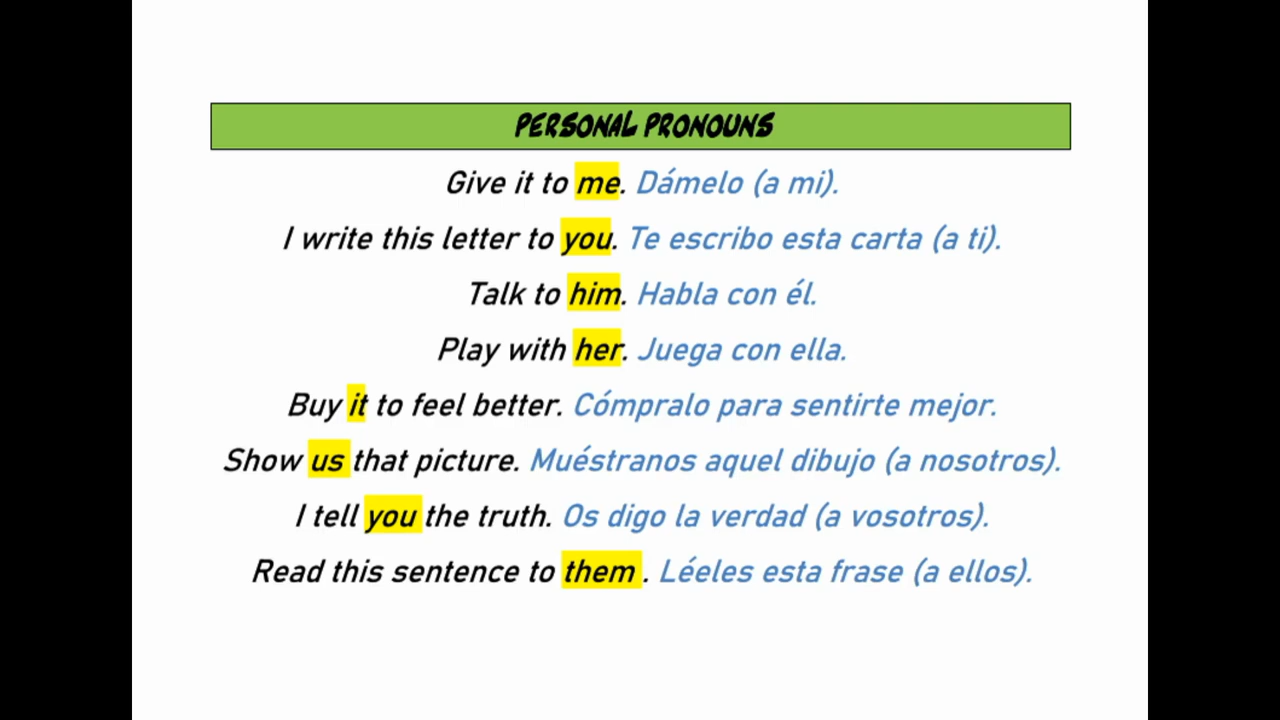 PERSONAL PRONOUNS
Give it to me. Dámelo (a mi).
I write this letter to you. Te escribo esta carta (a ti).
Talk to him. Habla con él.
Play with her. Juega con ella.
Buy it to feel better. Cómpralo para sentirte mejor.
Show us that picture. Muéstranos aquel dibujo (a nosotros).
I tell you the truth. Os digo la verdad (a vosotros).
Read this sentence to them . Léeles esta frase (a ellos).